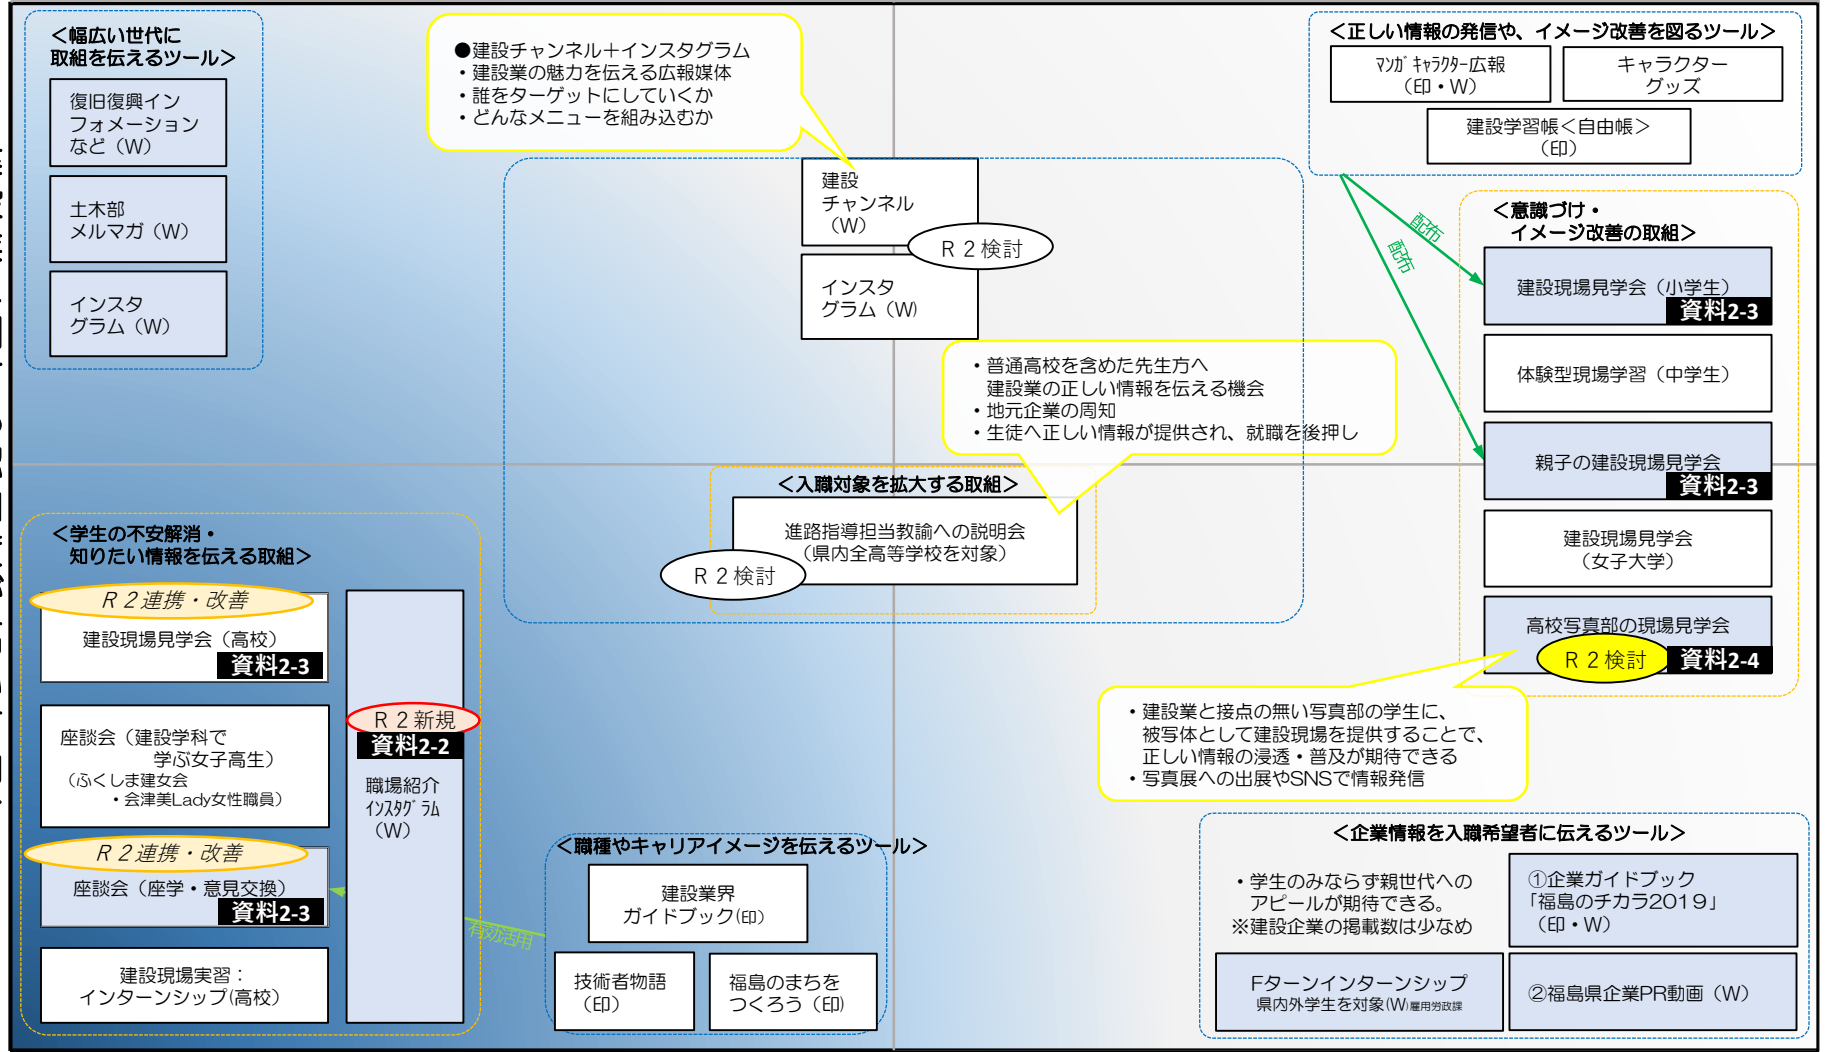 ＜幅広い世代に
取組を伝えるツール＞
復旧復興イン
フォメーション
など（W）
土木部
メルマガ（W）
インスタ
グラム（W）
●建設チャンネル＋インスタグラム
・建設業の魅力を伝える広報媒体
・誰をターゲットにしていくか
・どんなメニューを組み込むか
建設
チャンネル
（W）
R２検討
インスタ
グラム（W)
＜正しい情報の発信や、イメージ改善を図るツール＞
ﾏﾝｶﾞｷｬﾗｸﾀｰ広報
（印・W）
キャラクター
グッズ
建設学習帳＜自由帳＞
（印）
配布
配布
＜意識づけ・
イメージ改善の取組＞
建設現場見学会（小学生）
資料2-3
体験型現場学習（中学生）
親子の建設現場見学会
資料2-3
建設現場見学会
（女子大学）
高校写真部の現場見学会
R２検討
資料2-4
・普通高校を含めた先生方へ
建設業の正しい情報を伝える機会
・地元企業の周知
・生徒へ正しい情報が提供され、就職を後押し
＜入職対象を拡大する取組＞
進路指導担当教諭への説明会
（県内全高等学校を対象）
R２検討
・建設業と接点の無い写真部の学生に、
被写体として建設現場を提供することで、
正しい情報の浸透・普及が期待できる
・写真展への出展やSNSで情報発信
＜学生の不安解消・
知りたい情報を伝える取組＞
R２連携・改善
建設現場見学会（高校）
資料2-3
座談会（建設学科で
学ぶ女子高生）
（ふくしま建女会
・会津美Lady女性職員）
R２連携・改善
座談会（座学・意見交換）
資料2-3
建設現場実習：
インターンシップ(高校）
R２新規
資料2-2
職場紹介
ｲﾝｽﾀｸﾞﾗﾑ
（W）
有効活用
＜職種やキャリアイメージを伝えるツール＞
建設業界
ガイドブック(印）
技術者物語
（印）
福島のまちを
つくろう（印)
＜企業情報を入職希望者に伝えるツール＞
・学生のみならず親世代への
アピールが期待できる。
※建設企業の掲載数は少なめ
①企業ガイドブック
「福島のチカラ2019」
（印・W）
Fターンインターンシップ
県内外学生を対象(W)雇用労政課
②福島県企業PR動画（W）